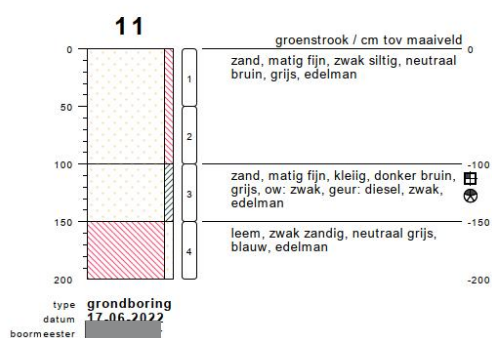 11
groenstrook / cm tov maaiveld
0
0
zand, matig fijn, zwak siltig, neutraal
bruin, grijs, edelman
1
50
2
100
-100
zand, matig fijn, kleiig, donker bruin,
grijs, ow: zwak, geur: diesel, zwak,
edelman
3
150
-150
leem, zwak zandig, neutraal grijs,
blauw, edelman
4
200
-200
type grondboring
datum 17-06-2022
boormeester